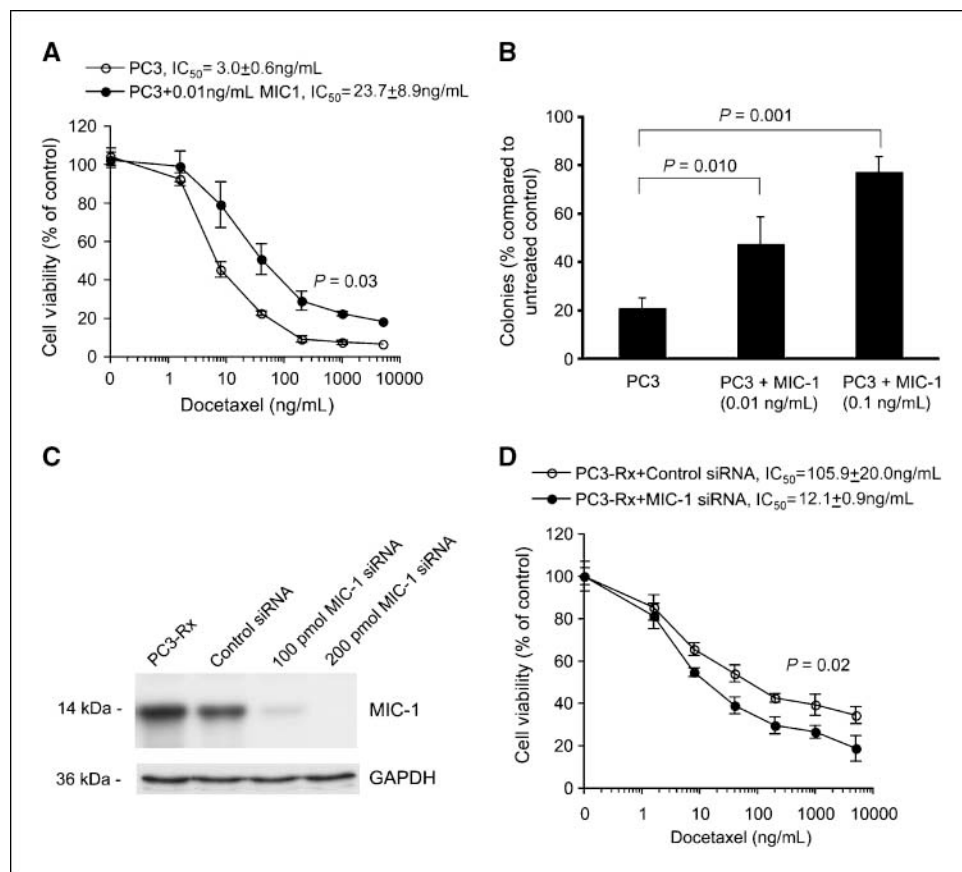 A
PC3, IC50= 3.0±0.6ng/mL
PC3+0.01ng/mL MIC1, IC50= 23.7±8.9ng/mL
Cell viability (% of control)
120
100
80
60
40
20
0
P = 0.03
0 1 10 100 1000 10000
Docetaxel (ng/mL)
B
Colonies (% compared to
untreated control)
100
80
60
40
20
0
P = 0.001
P = 0.010
PC3
PC3 + MIC-1
(0.01 ng/mL)
PC3 + MIC-1
(0.1 ng/mL)
C
PC3-Rx
Control siRNA
100 pmol MIC-1 siRNA
200 pmol MIC-1 siRNA
14 kDa -
MIC-1
36 kDa -
GAPDH
D
PC3-Rx+Control siRNA, IC50=105.9±20.0ng/mL
PC3-Rx+MIC-1 siRNA, IC50=12.1±0.9ng/mL
Cell viability (% of control)
120
100
80
60
40
20
0
P = 0.02
0 1 10 100 1000 10000
Docetaxel (ng/mL)